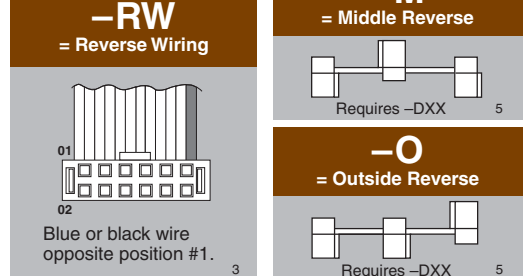 –RW
= Reverse Wiring
01
02
Blue or black wire
opposite position #1.
3
= Middle Reverse
Requires –DXX
5
–O
= Outside Reverse
Requires –DXX
5